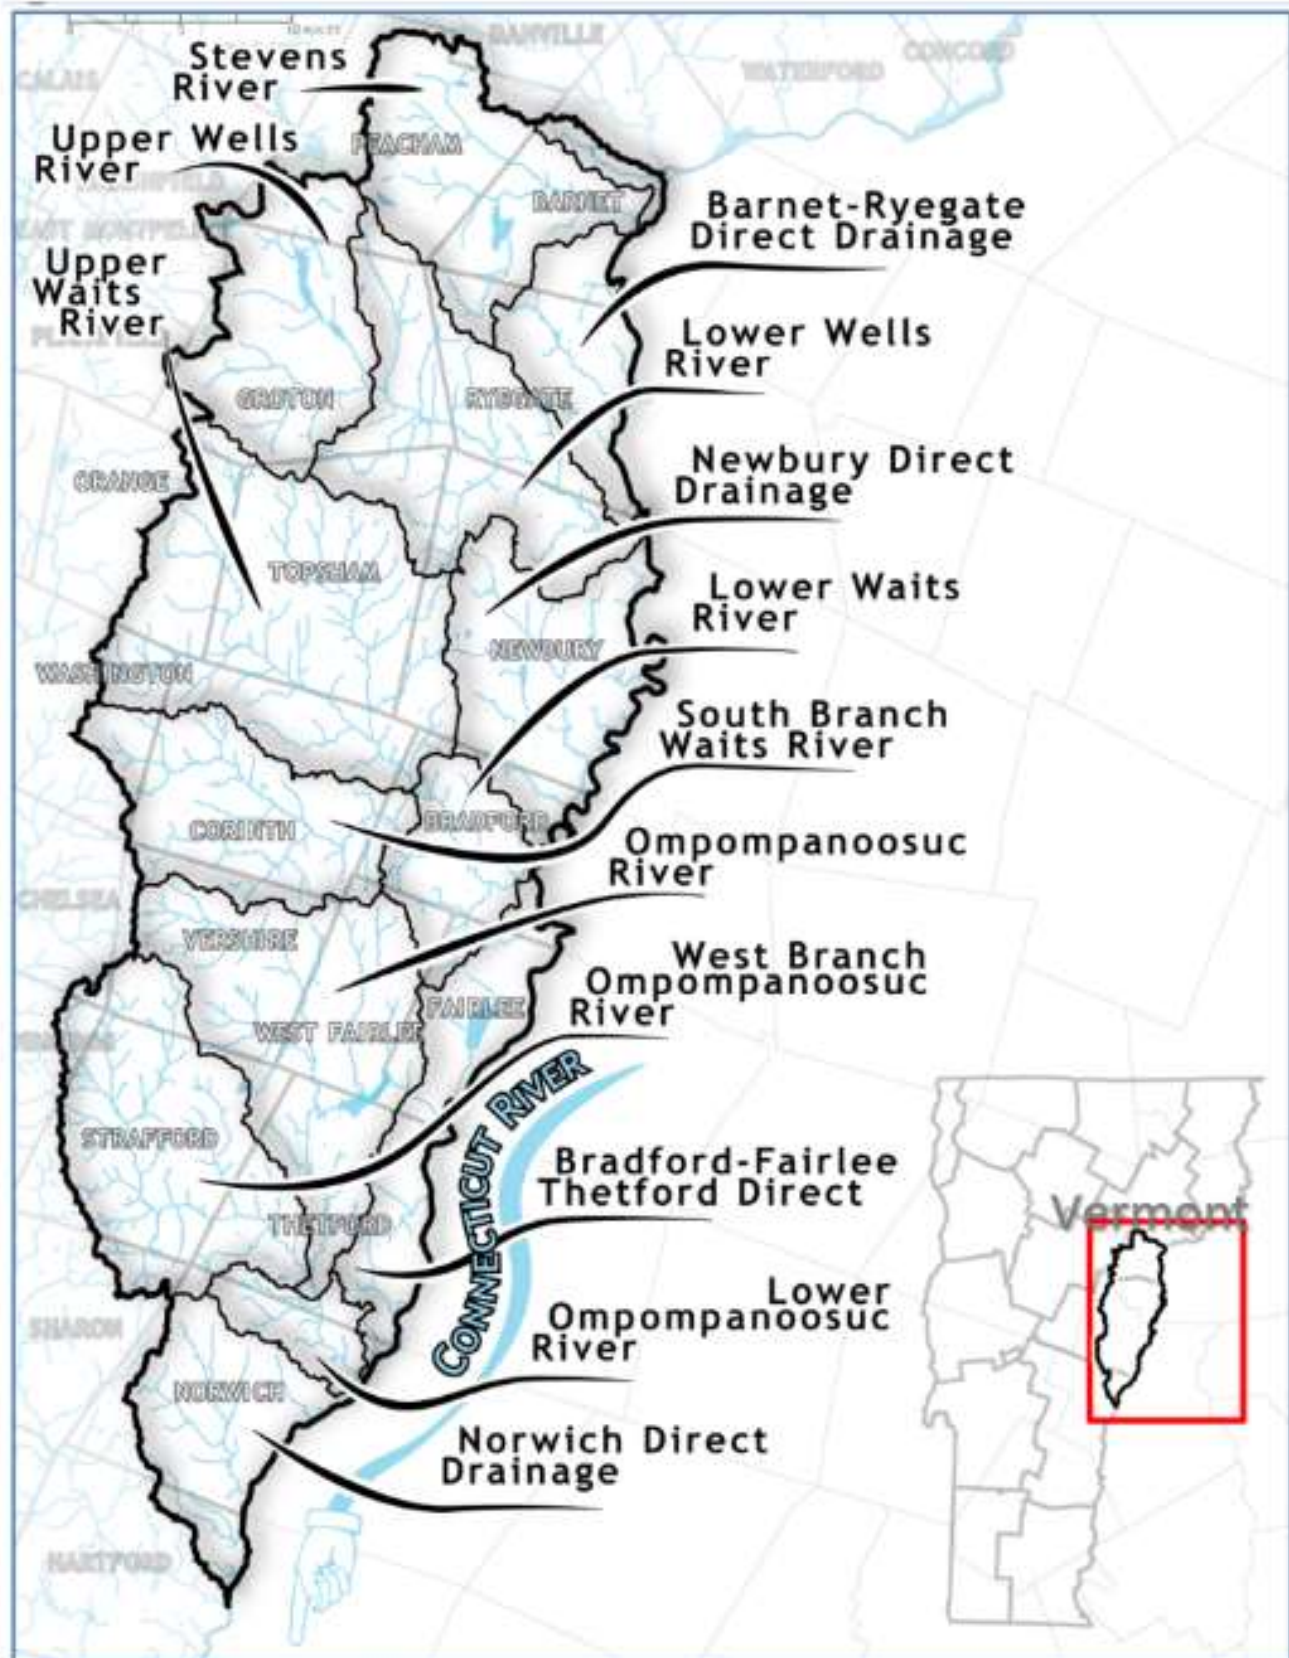 DANVILLE
CONCORD
Stevens
River
WATERFORD
CALAIS
Upper Wells
River
PEACHAM
BARNET
Barnet-Ryegate
Direct Drainage
Upper
Waits
River
Lower Wells
River
GROTON
RYEGATE
Newbury Direct
Drainage
ORANGE
TOPSHAM
Lower Waits
River
NEWBURY
WASHINGTON
South Branch
Waits River
CORINTH
BRADFORD
Ompompanoosuc
River
CHELSEA
VERSHIRE
West Branch
Ompompanoosuc
River
FAIRLEE
WEST FAIRLEE
CONNECTICUT RIVER
STRAFFORD
Bradford-Fairlee
Thetford Direct
THETFORD
Vermont
Lower
Ompompanoosuc
River
SHARON
NORWICH
Norwich Direct
Drainage
HARTFORD